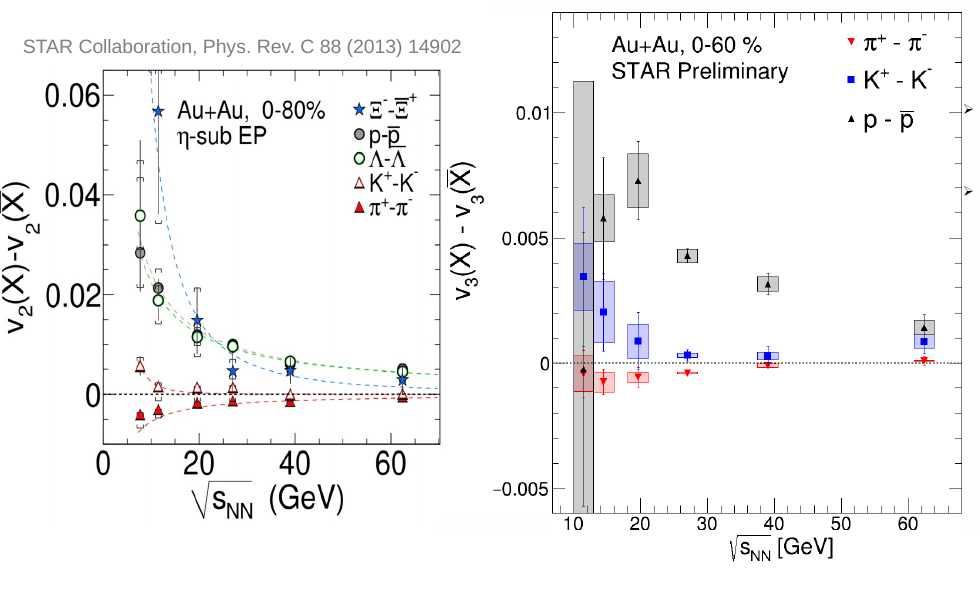 STAR Collaboration, Phys. Rev. C 88 (2013) 14902
v₂(X)-v₂(X̅)
0.06
0.04
0.02
0
Au+Au, 0-80%
η-sub EP
Ξ⁻-Ξ̅⁺
p-p̅
Λ-Λ̅
K⁺-K⁻
π⁺-π⁻
0 20 40 60
√sNN (GeV)
v₃(X) - v₃(X̅)
0.01
0.005
0
−0.005
Au+Au, 0-60 %
STAR Preliminary
π⁺ - π⁻
K⁺ - K⁻
p - p̅
10 20 30 40 50 60
√sNN [GeV]